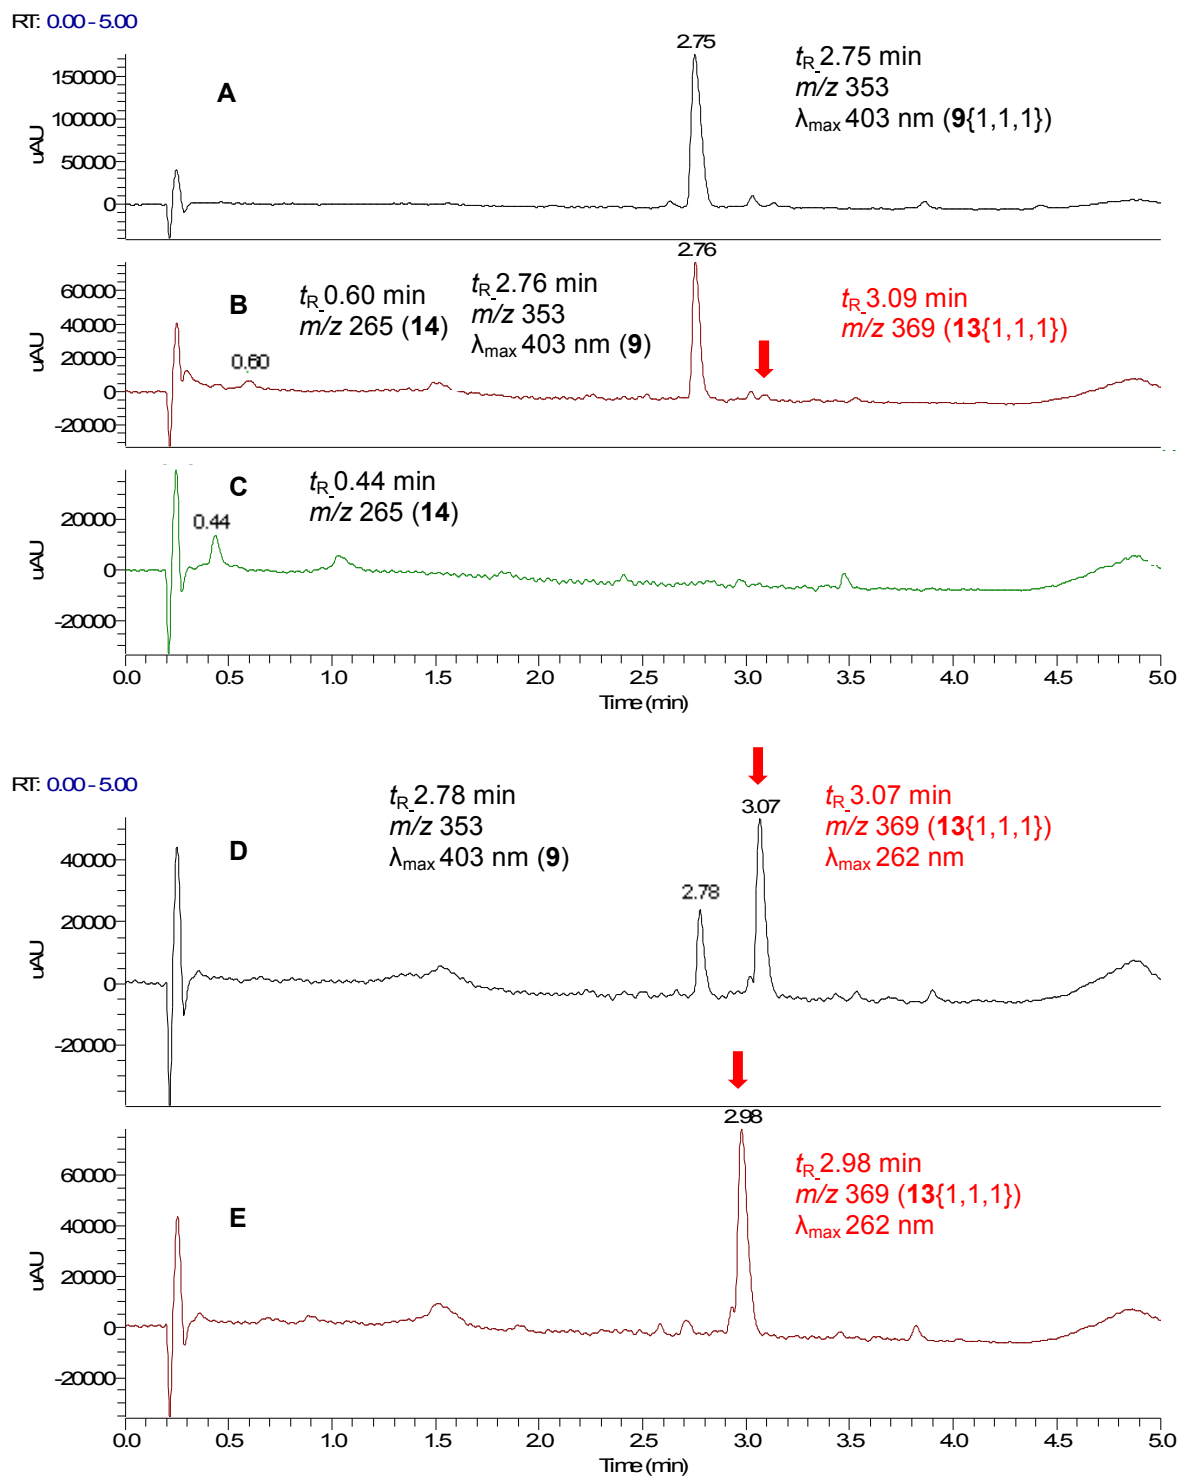 RT: 0.00 - 5.00
2.75
150000
100000
50000
0
uAU
A
tR 2.75 min
m/z 353
λmax 403 nm (9{1,1,1})
2.76
60000
40000
20000
0
-20000
uAU
B
0.60
tR 0.60 min
m/z 265 (14)
tR 2.76 min
m/z 353
λmax 403 nm (9)
tR 3.09 min
m/z 369 (13{1,1,1})
20000
0
-20000
uAU
C
0.44
tR 0.44 min
m/z 265 (14)
0.0 0.5 1.0 1.5 2.0 2.5 3.0 3.5 4.0 4.5 5.0
Time (min)
RT: 0.00 - 5.00
40000
20000
0
-20000
uAU
D
tR 2.78 min
m/z 353
λmax 403 nm (9)
2.78
3.07
tR 3.07 min
m/z 369 (13{1,1,1})
λmax 262 nm
2.98
60000
40000
20000
0
-20000
uAU
E
tR 2.98 min
m/z 369 (13{1,1,1})
λmax 262 nm
0.0 0.5 1.0 1.5 2.0 2.5 3.0 3.5 4.0 4.5 5.0
Time (min)